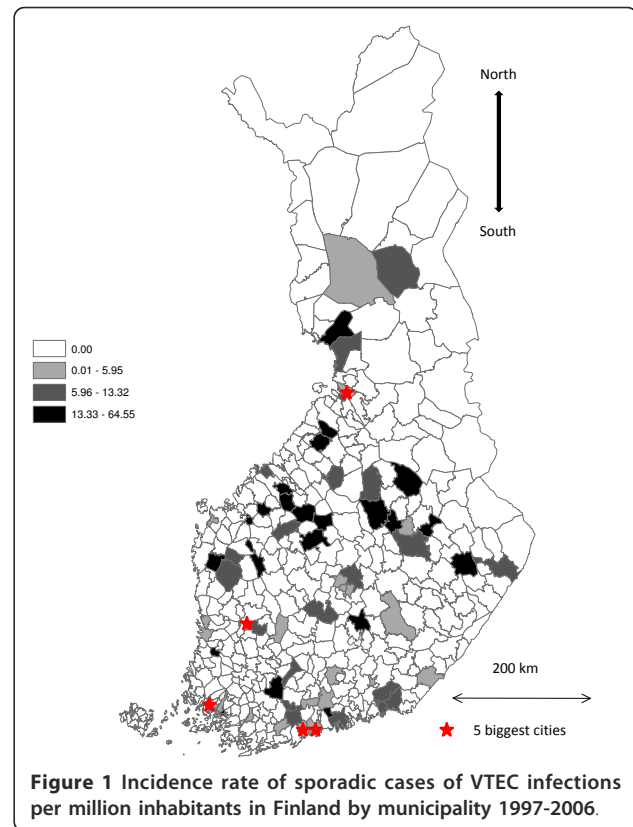 North
South
0.00
0.01 - 5.95
5.96 - 13.32
13.33 - 64.55
200 km
5 biggest cities
Figure 1 Incidence rate of sporadic cases of VTEC infections
per million inhabitants in Finland by municipality 1997-2006.